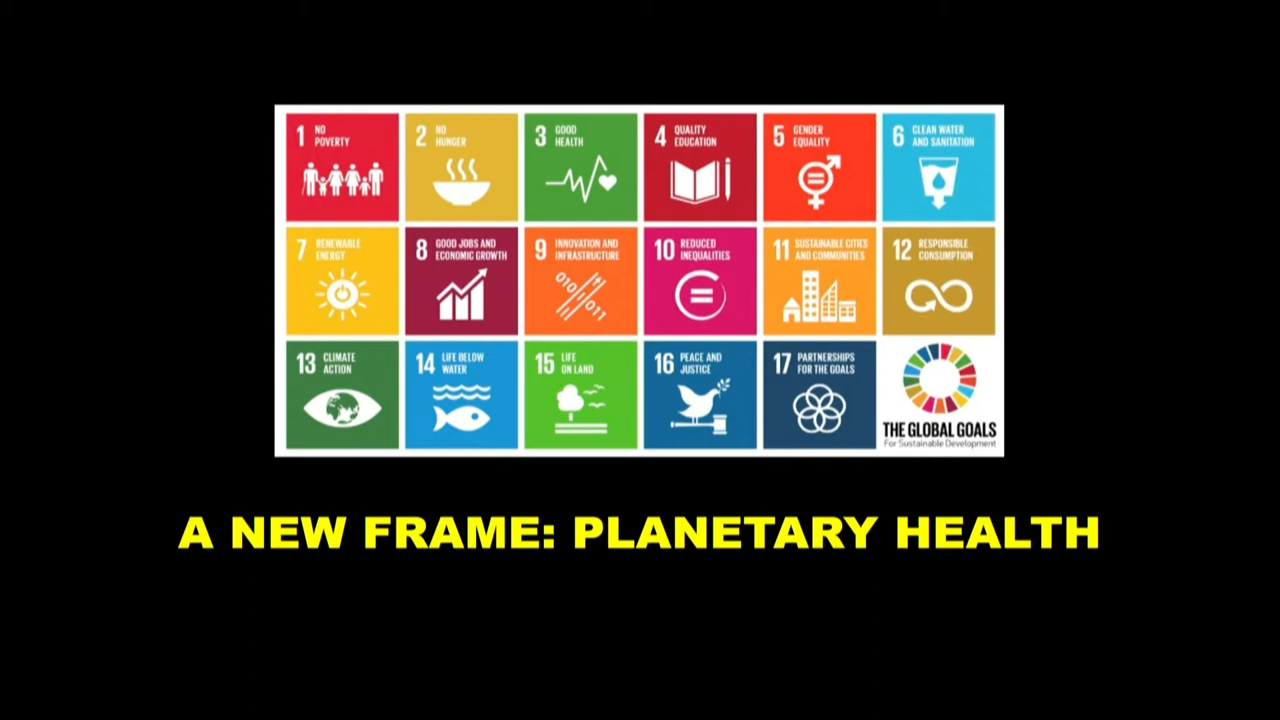 1 NO
POVERTY
2 NO
HUNGER
3 GOOD
HEALTH
4 QUALITY
EDUCATION
5 GENDER
EQUALITY
6 CLEAN WATER
AND SANITATION
7 RENEWABLE
ENERGY
8 GOOD JOBS AND
ECONOMIC GROWTH
9 INNOVATION AND
INFRASTRUCTURE
010
011
10 REDUCED
INEQUALITIES
11 SUSTAINABLE CITIES
AND COMMUNITIES
12 RESPONSIBLE
CONSUMPTION
13 CLIMATE
ACTION
14 LIFE BELOW
WATER
15 LIFE
ON LAND
16 PEACE AND
JUSTICE
17 PARTNERSHIPS
FOR THE GOALS
THE GLOBAL GOALS
For Sustainable Development
A NEW FRAME: PLANETARY HEALTH